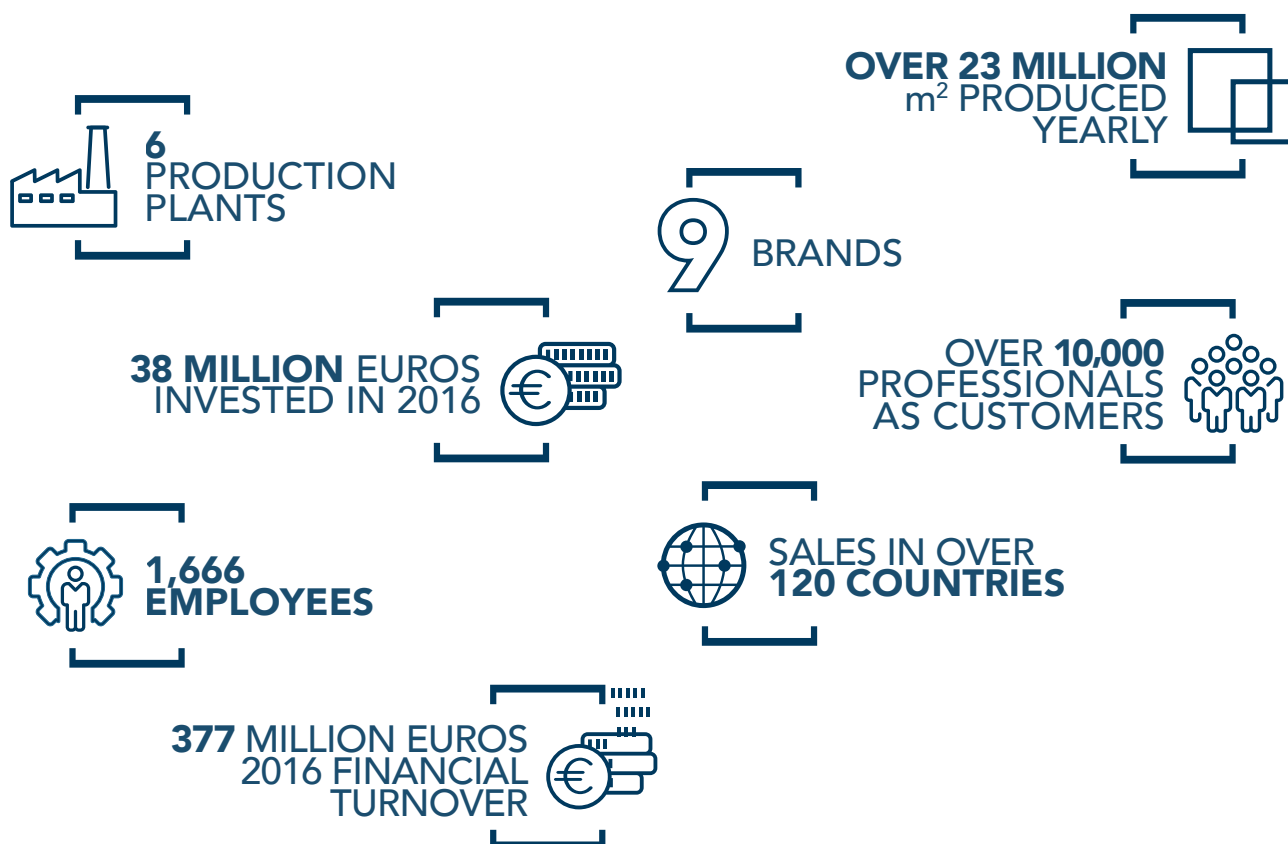 OVER 23 MILLION
m² PRODUCED
YEARLY
6
PRODUCTION
PLANTS
9 BRANDS
38 MILLION EUROS
INVESTED IN 2016
OVER 10,000
PROFESSIONALS
AS CUSTOMERS
1,666
EMPLOYEES
SALES IN OVER
120 COUNTRIES
377 MILLION EUROS
2016 FINANCIAL
TURNOVER